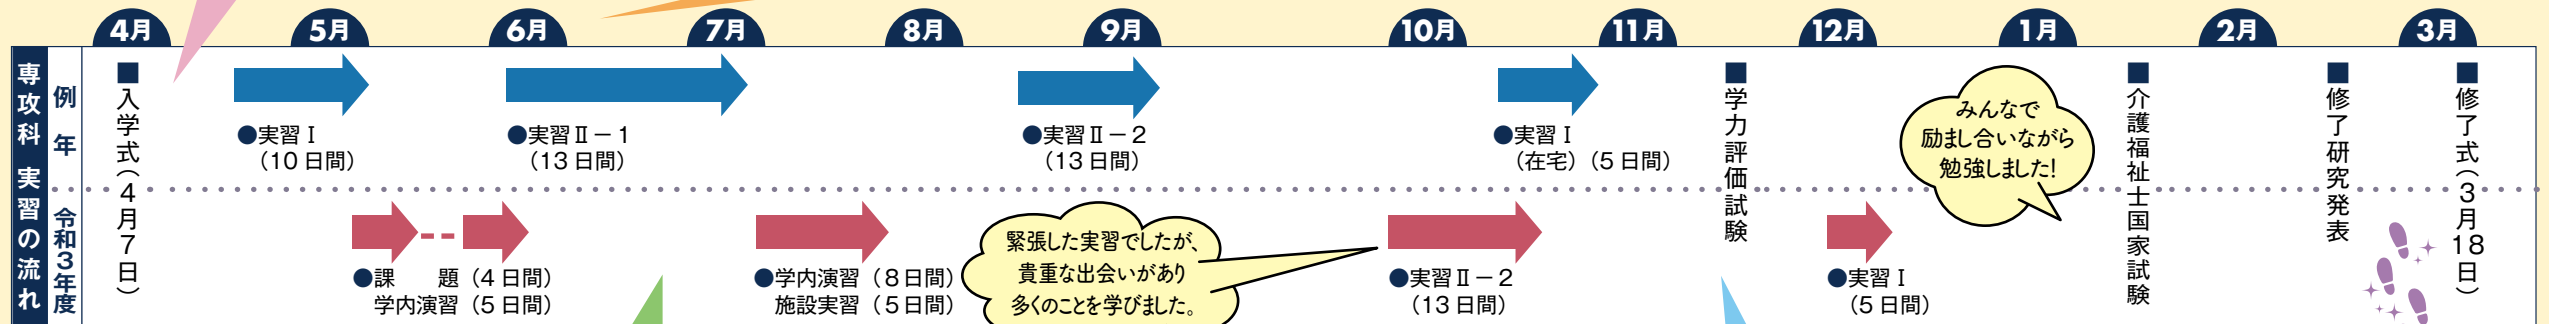 4月
5月
6月
7月
8月
9月
10月
11月
12月
1月
2月
3月
専攻科 実習の流れ
例年
■入学式（4月7日）
●実習Ⅰ
（10日間）
●実習Ⅱ－1
（13日間）
●実習Ⅱ－2
（13日間）
●実習Ⅰ
（在宅）（5日間）
■学力評価試験
みんなで
励まし合いながら
勉強しました!
■介護福祉士国家試験
■修了研究発表
■修了式（3月18日）
令和3年度
●課　題（4日間）
学内演習（5日間）
●学内演習（8日間）
施設実習（5日間）
緊張した実習でしたが、
貴重な出会いがあり
多くのことを学びました。
●実習Ⅱ－2
（13日間）
●実習Ⅰ
（5日間）